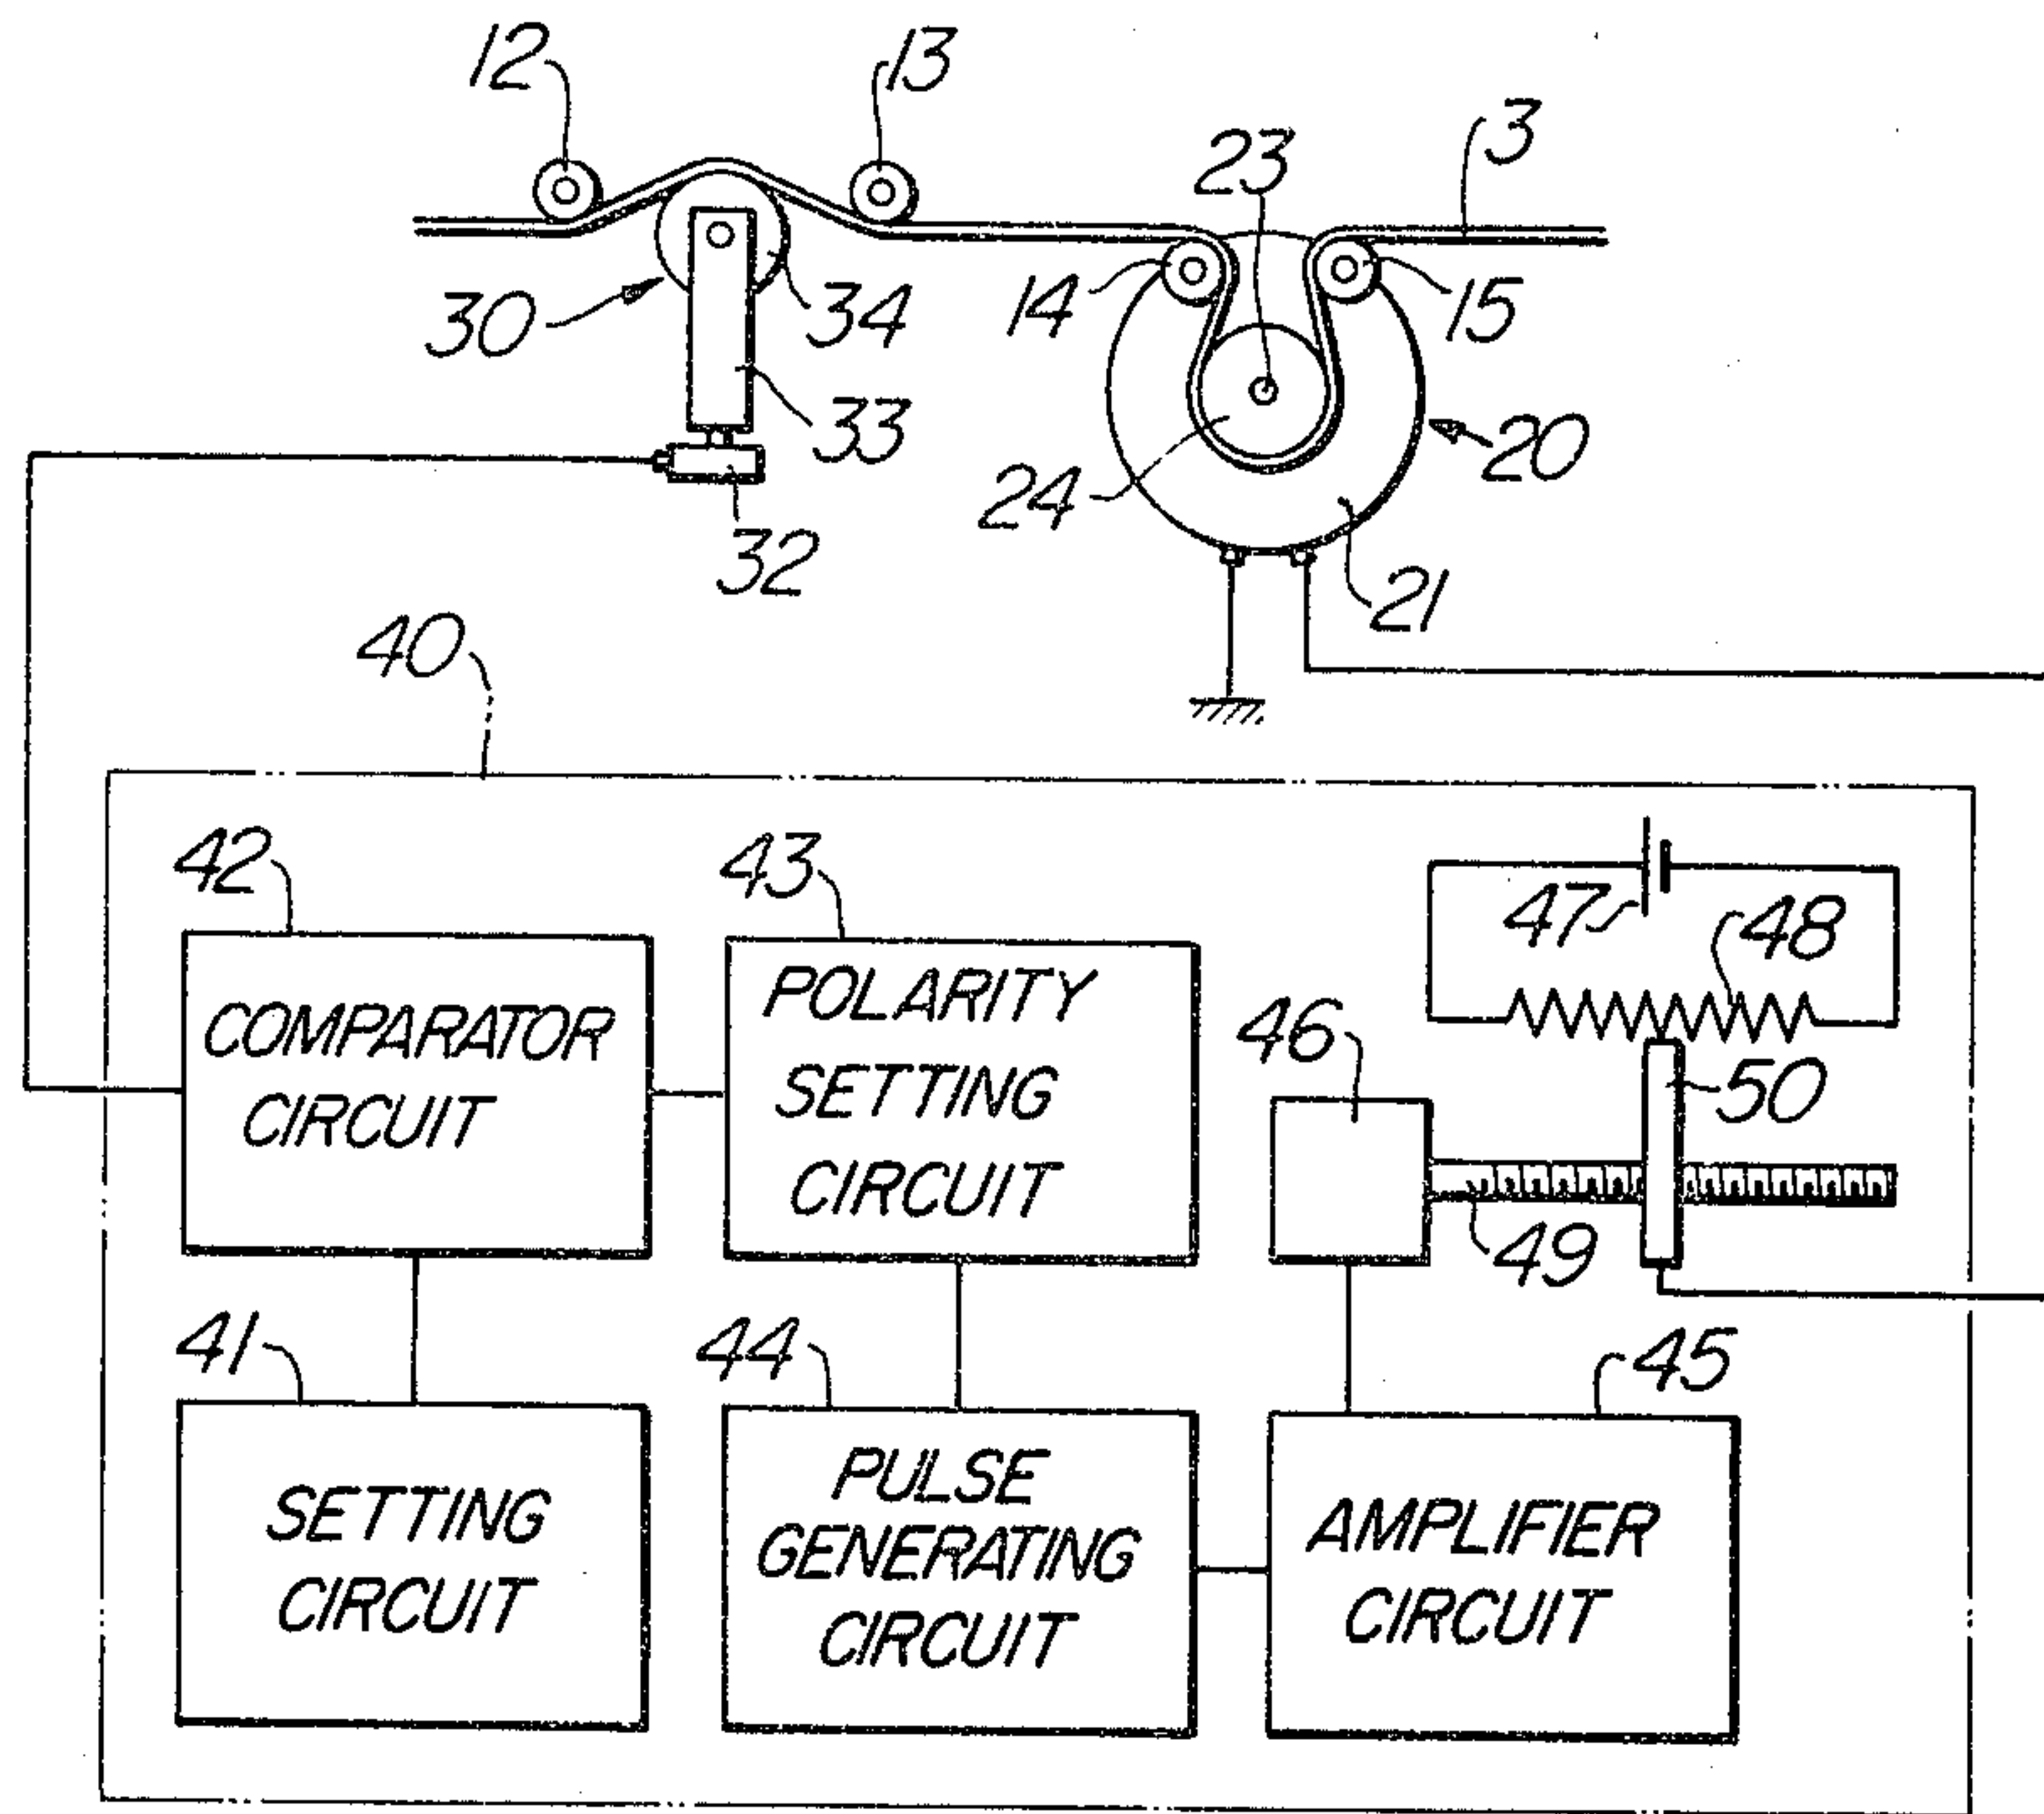 12
13
3
23
14
15
30
34
33
20
24
32
21
40
42
43
47
48
COMPARATOR
CIRCUIT
POLARITY
SETTING
CIRCUIT
46
50
49
41
44
45
SETTING
CIRCUIT
PULSE
GENERATING
CIRCUIT
AMPLIFIER
CIRCUIT